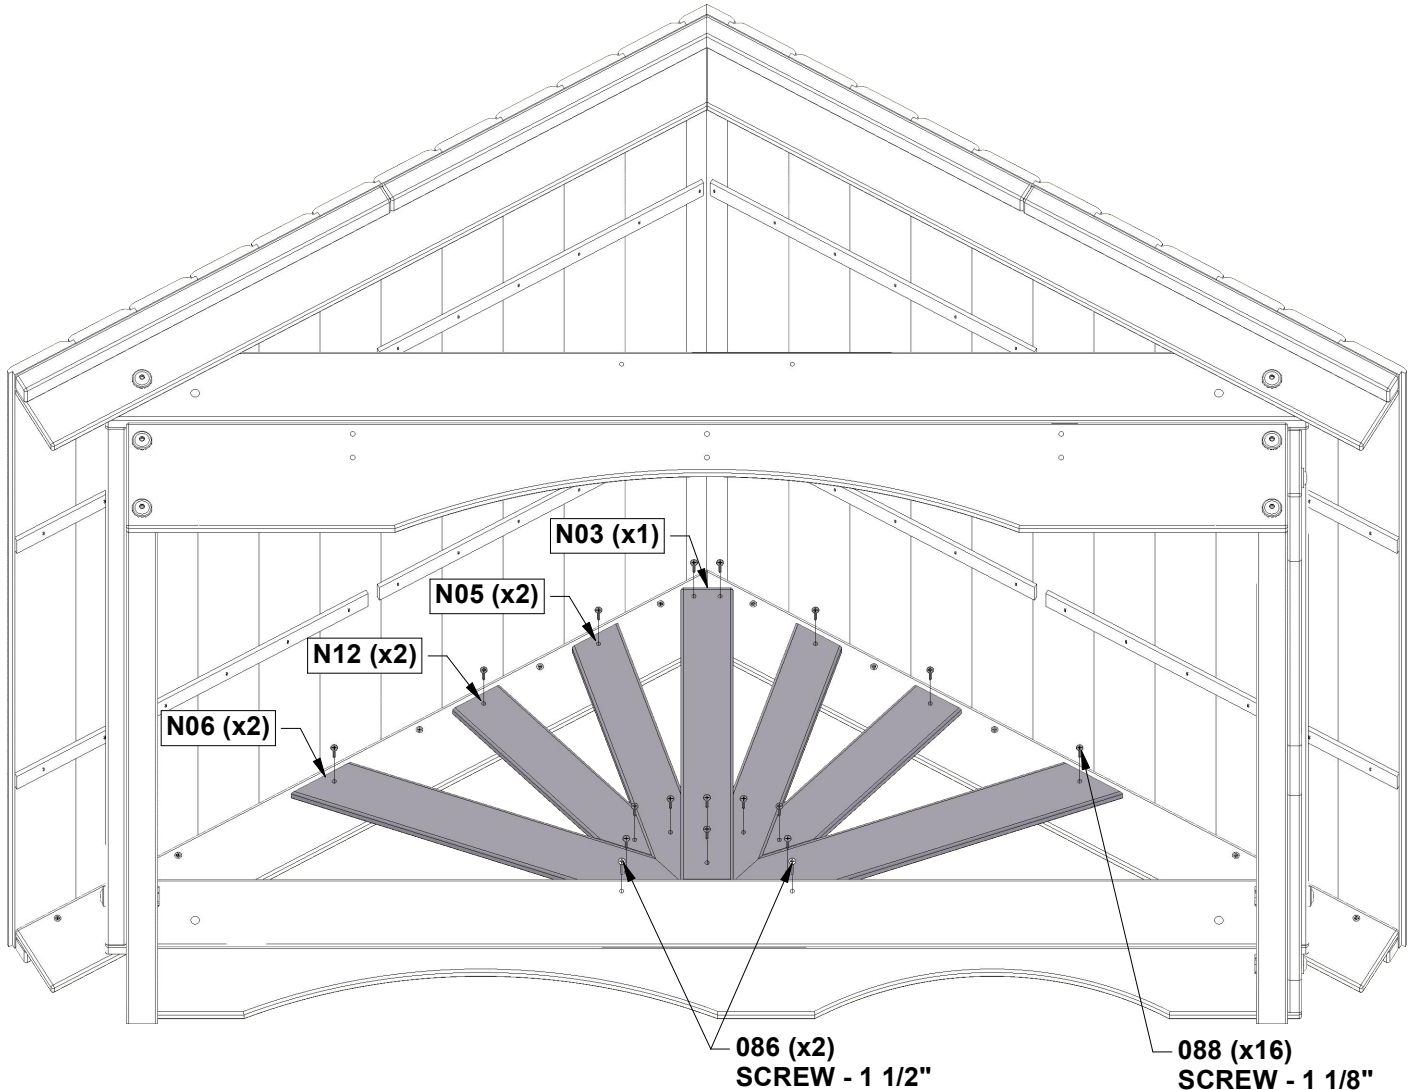 N03 (x1)
N05 (x2)
N12 (x2)
N06 (x2)
086 (x2)
SCREW - 1 1/2"
088 (x16)
SCREW - 1 1/8"